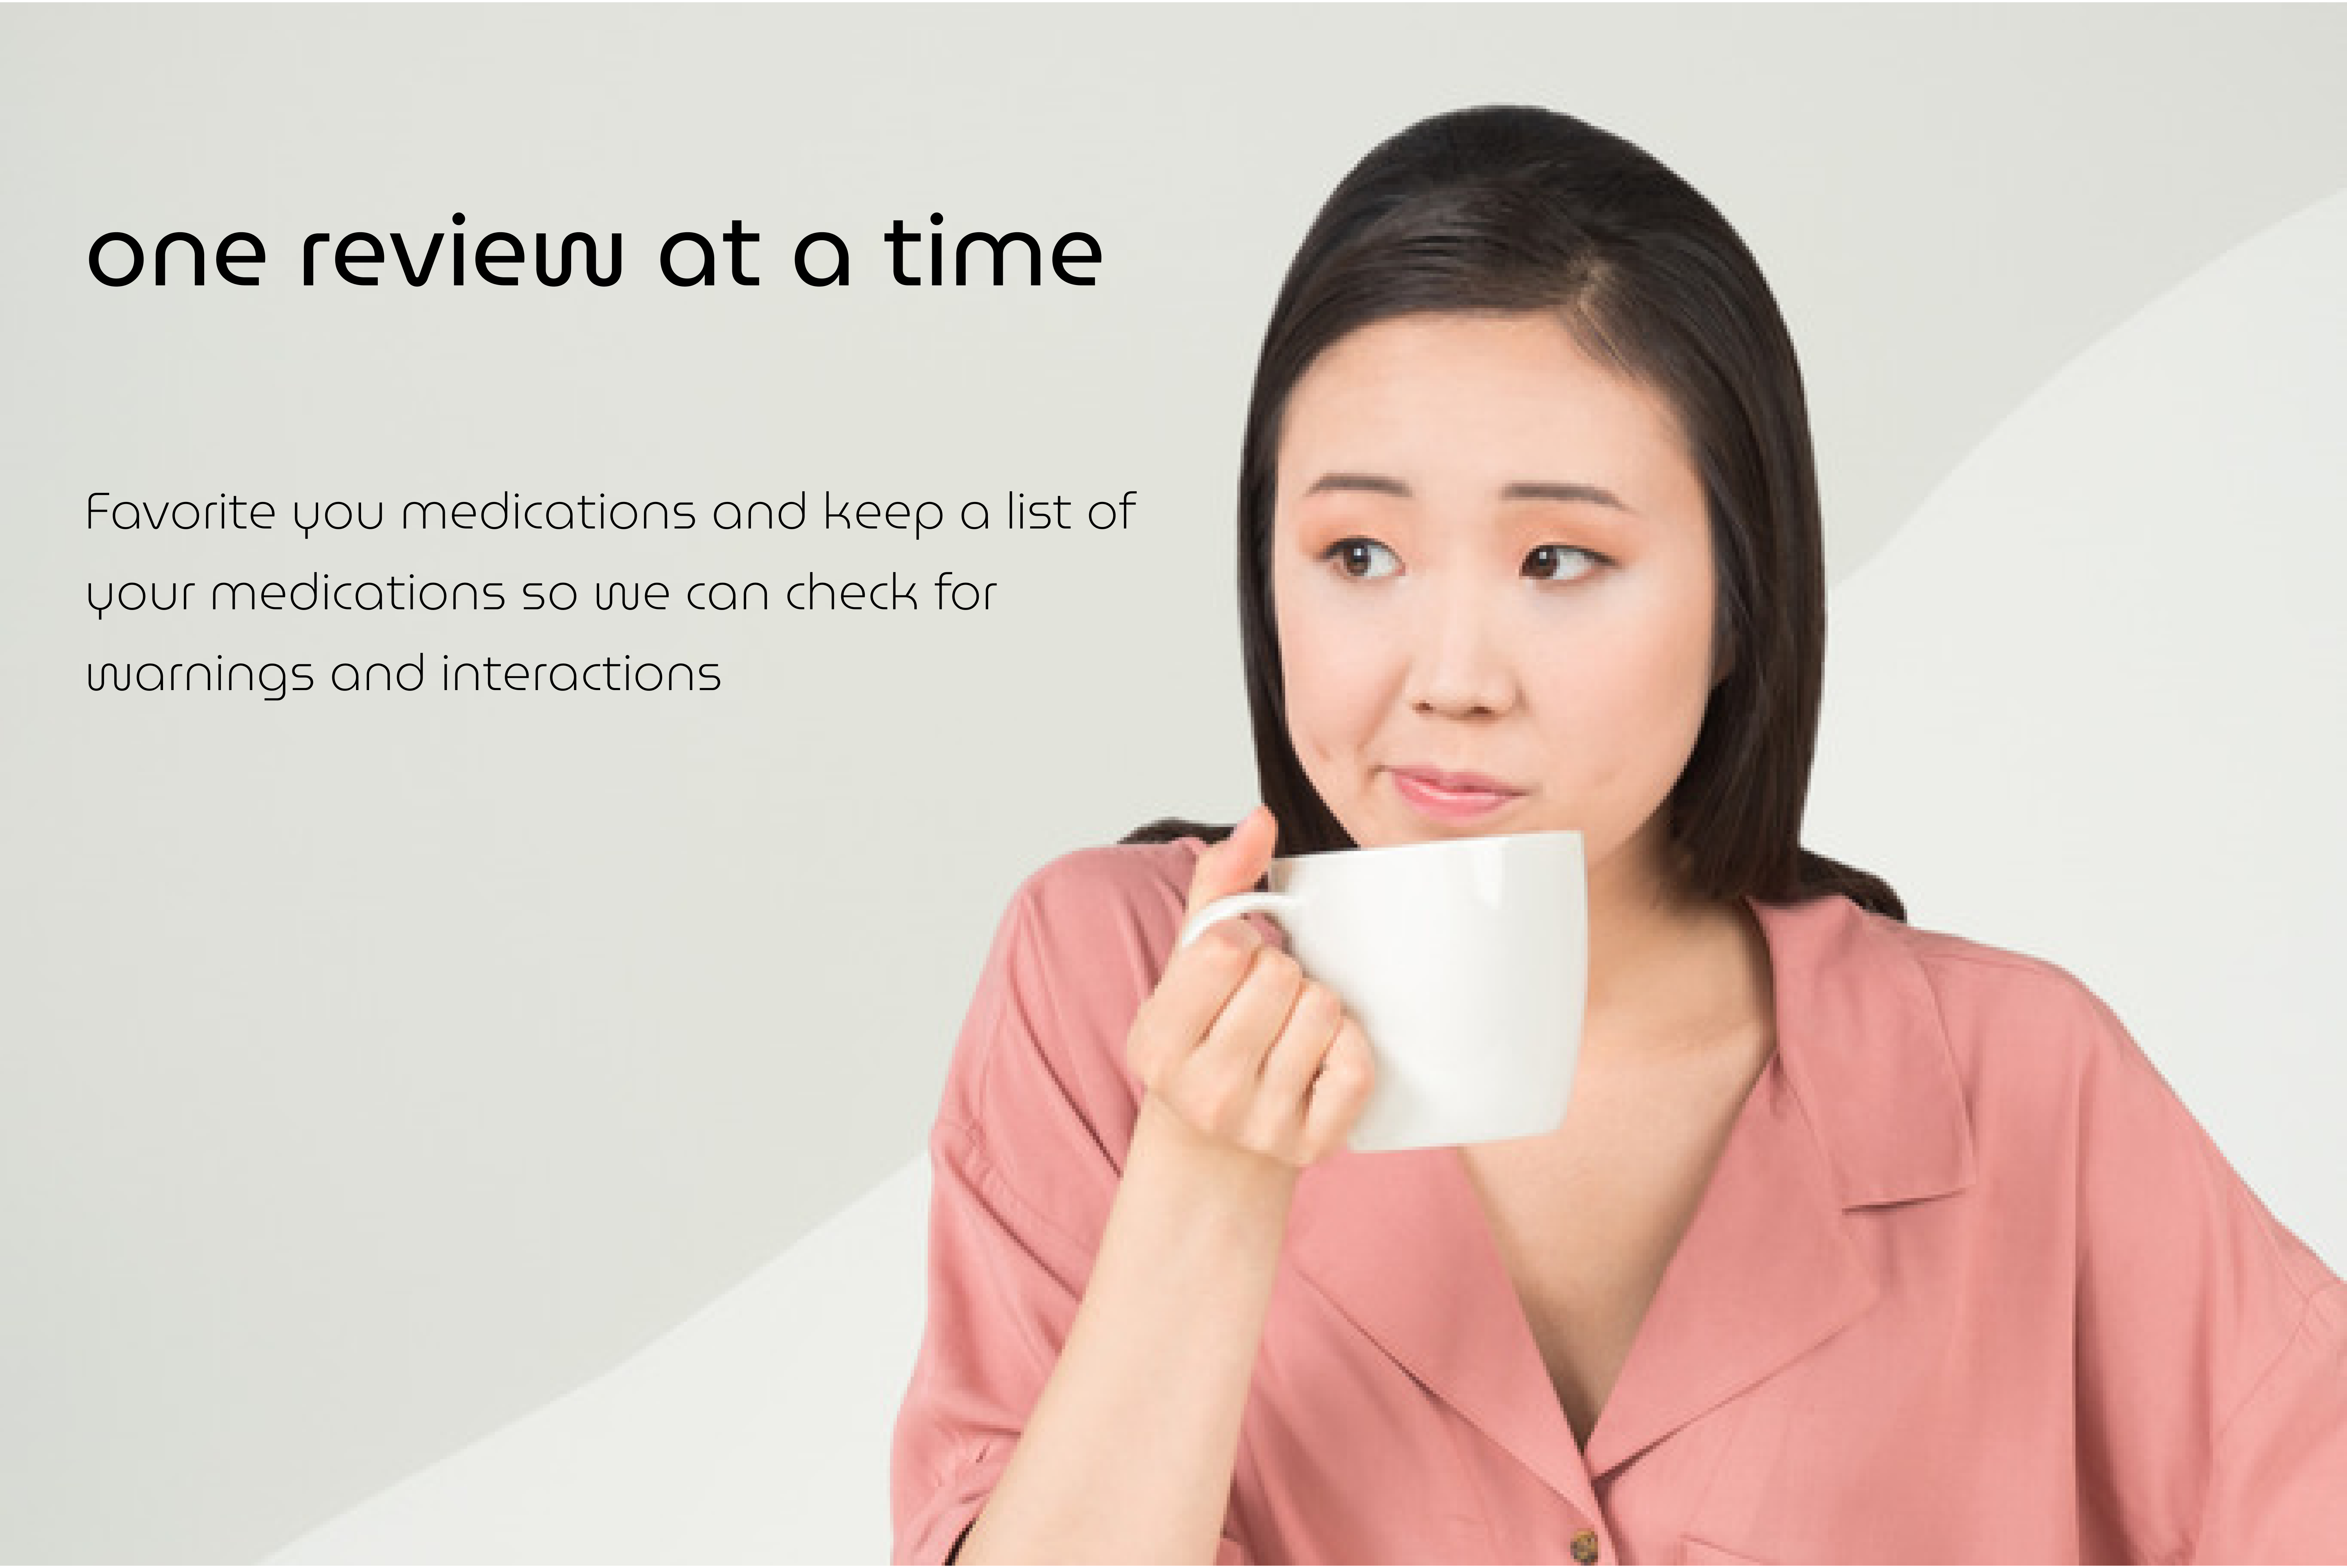 one review at a time
Favorite you medications and keep a list of
your medications so we can check for
warnings and interactions